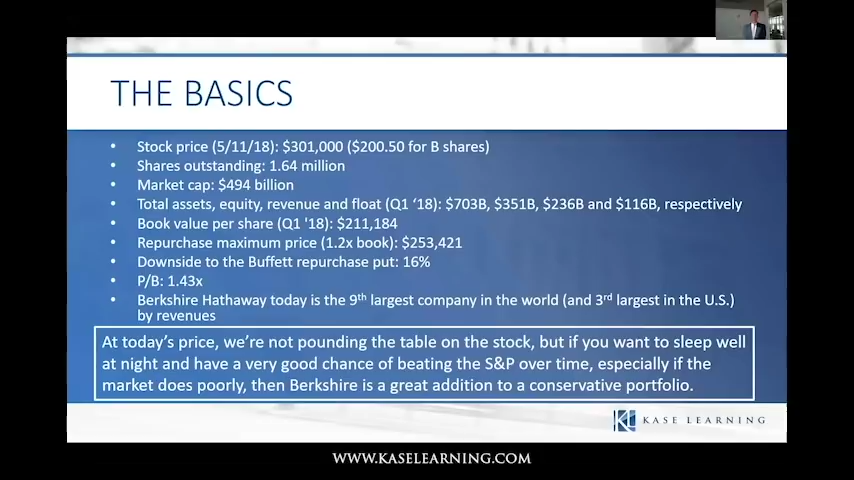 THE BASICS
• Stock price (5/11/18): $301,000 ($200.50 for B shares)
• Shares outstanding: 1.64 million
• Market cap: $494 billion
• Total assets, equity, revenue and float (Q1 ‘18): $703B, $351B, $236B and $116B, respectively
• Book value per share (Q1 '18): $211,184
• Repurchase maximum price (1.2x book): $253,421
• Downside to the Buffett repurchase put: 16%
• P/B: 1.43x
• Berkshire Hathaway today is the 9th largest company in the world (and 3rd largest in the U.S.)
by revenues
At today’s price, we’re not pounding the table on the stock, but if you want to sleep well
at night and have a very good chance of beating the S&P over time, especially if the
market does poorly, then Berkshire is a great addition to a conservative portfolio.
KASE LEARNING
WWW.KASELEARNING.COM